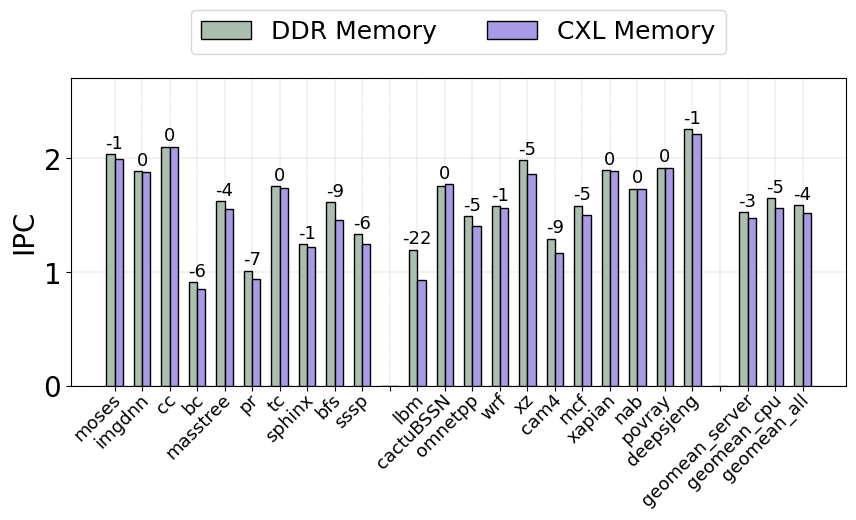 DDR Memory CXL Memory
IPC
2
1
0
-1 0 0 -6 -4 -7 0 -1 -9 -6 -22 0 -5 -1 -5 -9 -5 0 0 0 -1 -3 -5 -4
moses
imgdnn
cc
bc
masstree
pr
tc
sphinx
bfs
sssp
lbm
cactuBSSN
omnetpp
wrf
xz
cam4
mcf
xapian
nab
povray
deepsjeng
geomean_server
geomean_cpu
geomean_all